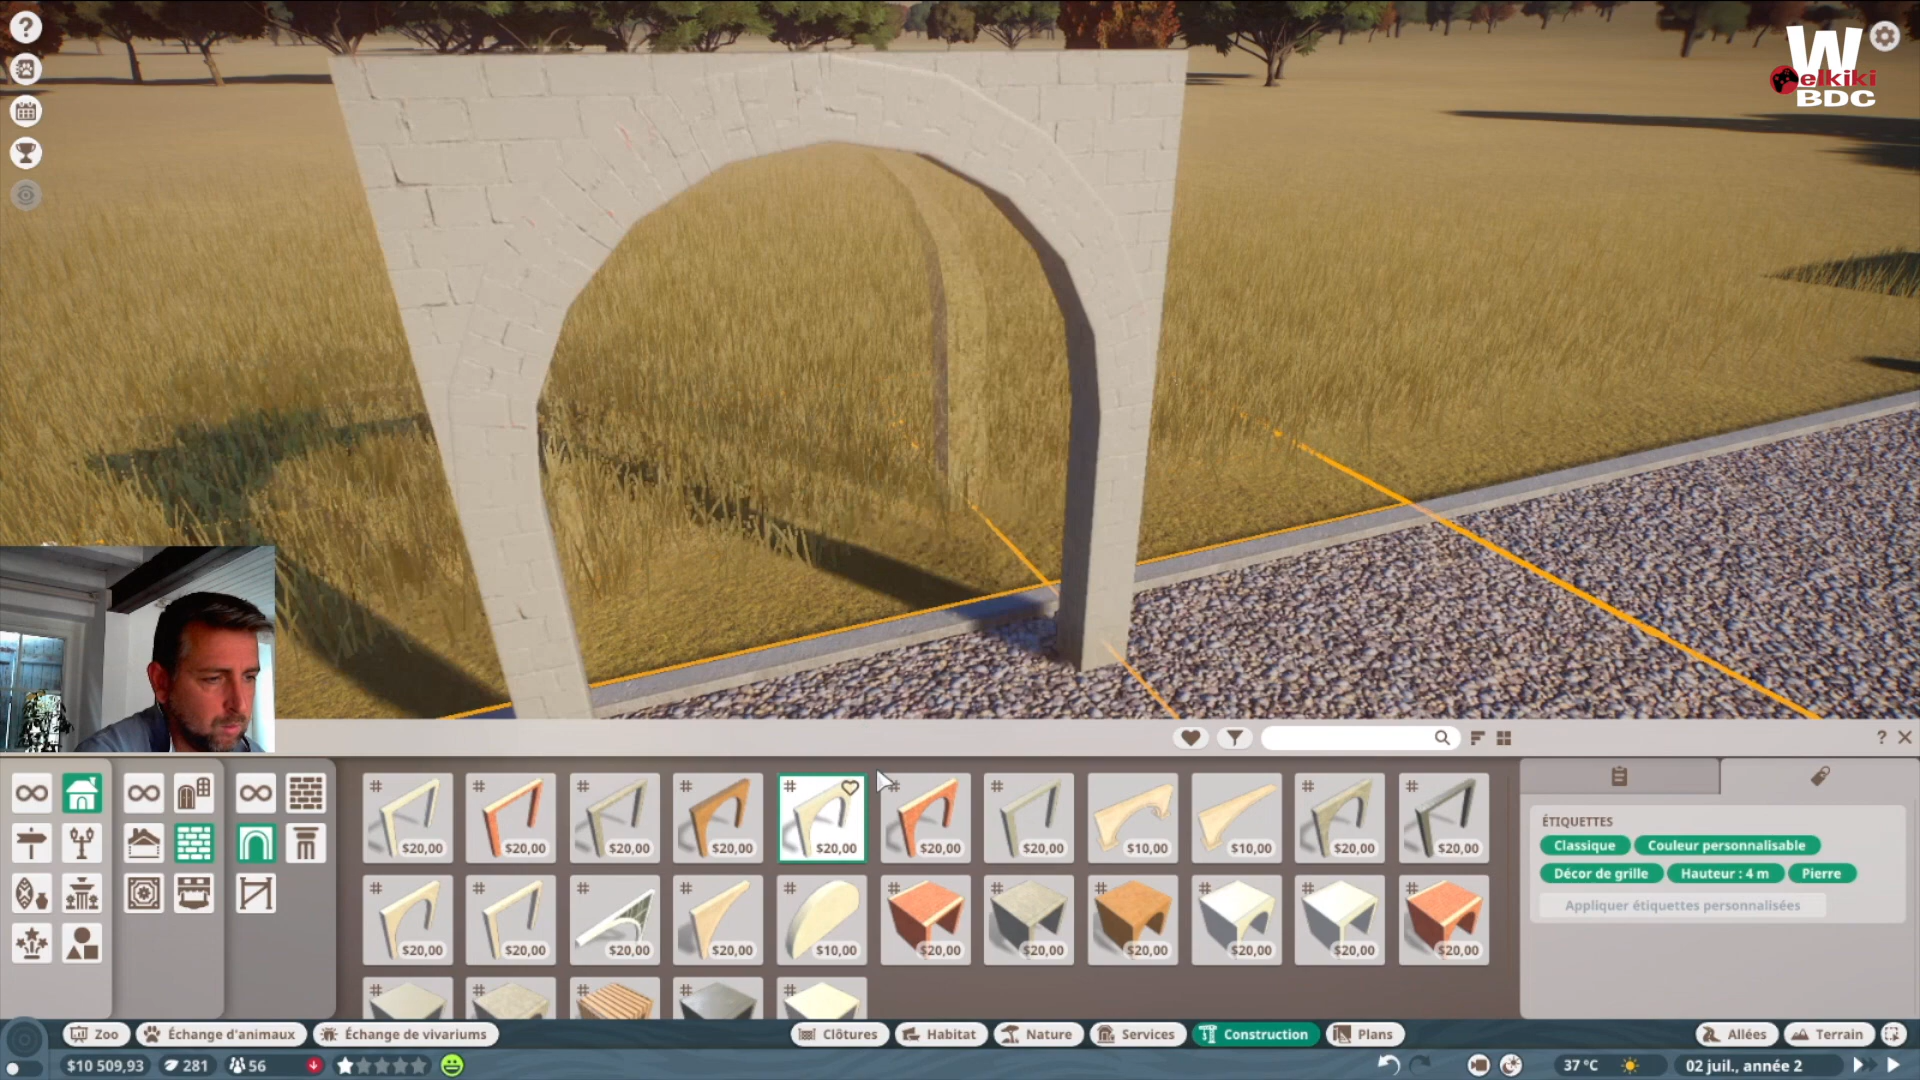 ?
Welkiki
BDC
? ×
# $20,00 # $20,00 # $20,00 # $20,00 # $20,00 # $20,00 # $20,00 $10,00 $10,00 # $20,00 # $20,00
# $20,00 # $20,00 # $20,00 # $20,00 # $10,00 # $20,00 # $20,00 # $20,00 # $20,00 # $20,00 # $20,00
# # # # #
ÉTIQUETTES
Classique Couleur personnalisable
Décor de grille Hauteur : 4 m Pierre
Appliquer étiquettes personnalisées
Zoo Échange d'animaux Échange de vivariums Clôtures Habitat Nature Services Construction Plans Allées Terrain
$10 509,93 281 56 37 °C 02 juil., année 2